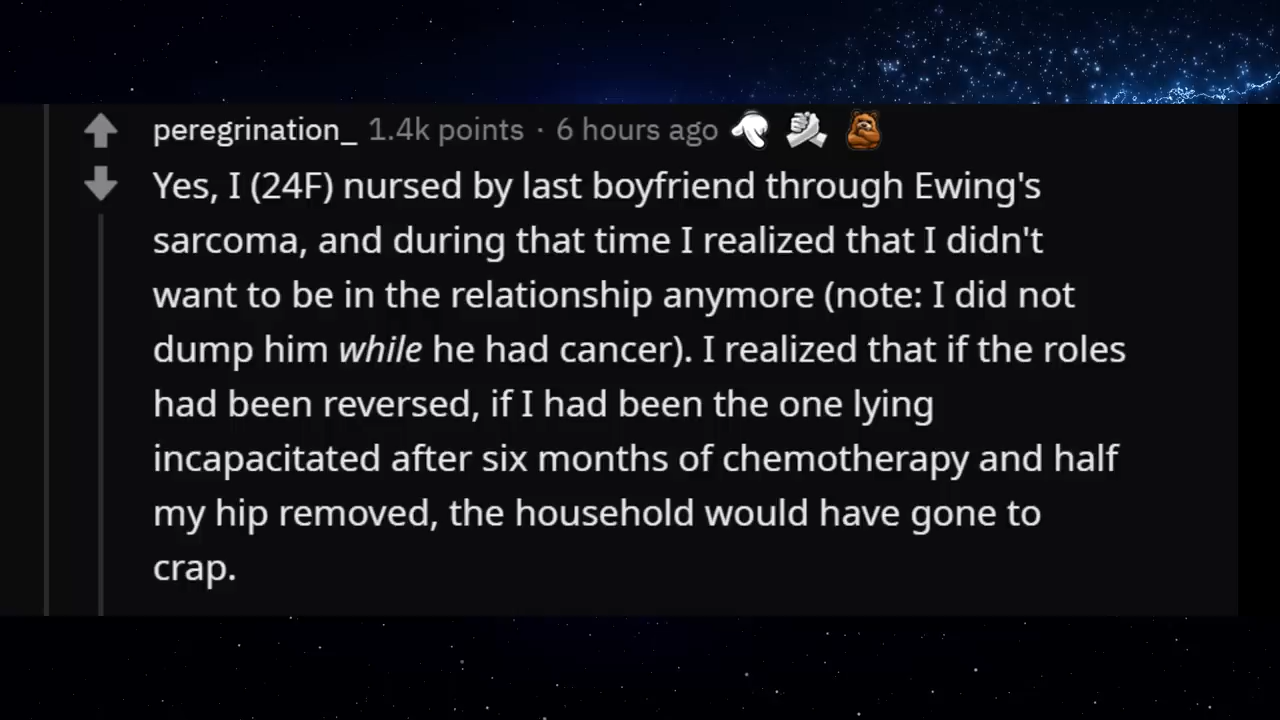 peregrination_ 1.4k points · 6 hours ago
Yes, I (24F) nursed by last boyfriend through Ewing's
sarcoma, and during that time I realized that I didn't
want to be in the relationship anymore (note: I did not
dump him while he had cancer). I realized that if the roles
had been reversed, if I had been the one lying
incapacitated after six months of chemotherapy and half
my hip removed, the household would have gone to
crap.